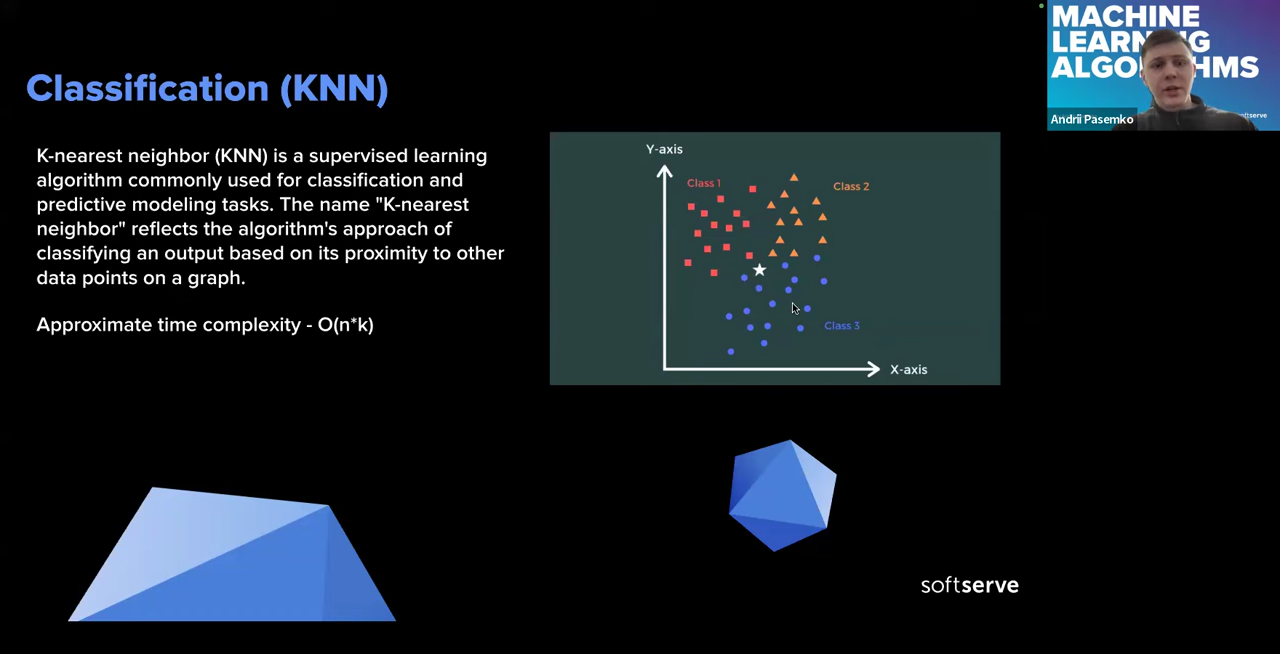 Classification (KNN)
K-nearest neighbor (KNN) is a supervised learning
algorithm commonly used for classification and
predictive modeling tasks. The name "K-nearest
neighbor" reflects the algorithm's approach of
classifying an output based on its proximity to other
data points on a graph.
Approximate time complexity - O(n*k)
Y-axis
Class 1
Class 2
Class 3
X-axis
softserve
MACHINE
LEARNING
Andrii Pasemko